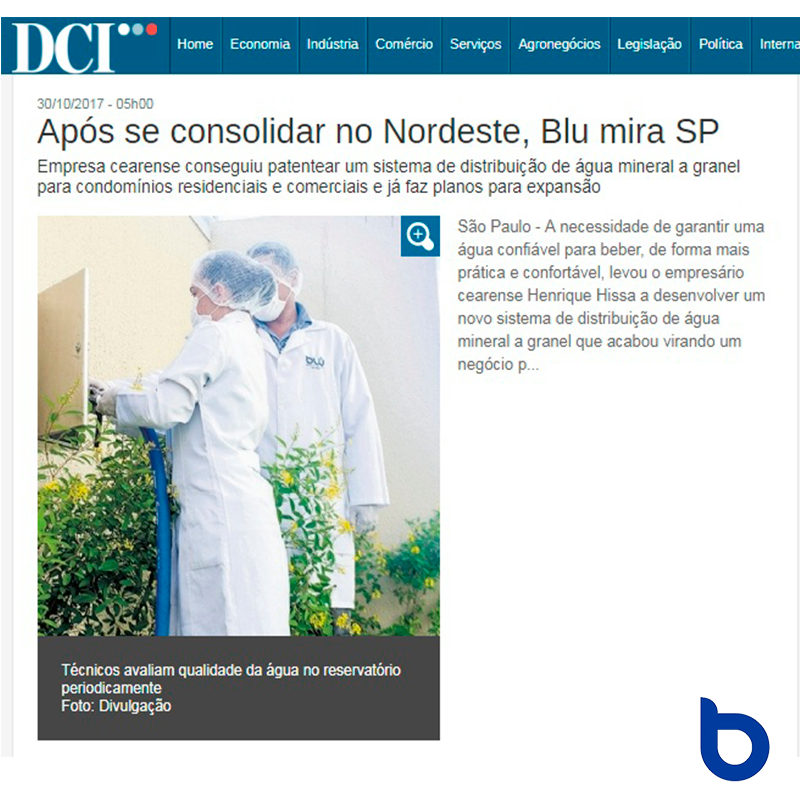 DCI
Home Economia Indústria Comércio Serviços Agronegócios Legislação Política Interna
30/10/2017 - 05h00
Após se consolidar no Nordeste, Blu mira SP
Empresa cearense conseguiu patentear um sistema de distribuição de água mineral a granel
para condomínios residenciais e comerciais e já faz planos para expansão
São Paulo - A necessidade de garantir uma
água confiável para beber, de forma mais
prática e confortável, levou o empresário
cearense Henrique Hissa a desenvolver um
novo sistema de distribuição de água
mineral a granel que acabou virando um
negócio p...
blu
Técnicos avaliam qualidade da água no reservatório
periodicamente
Foto: Divulgação
b